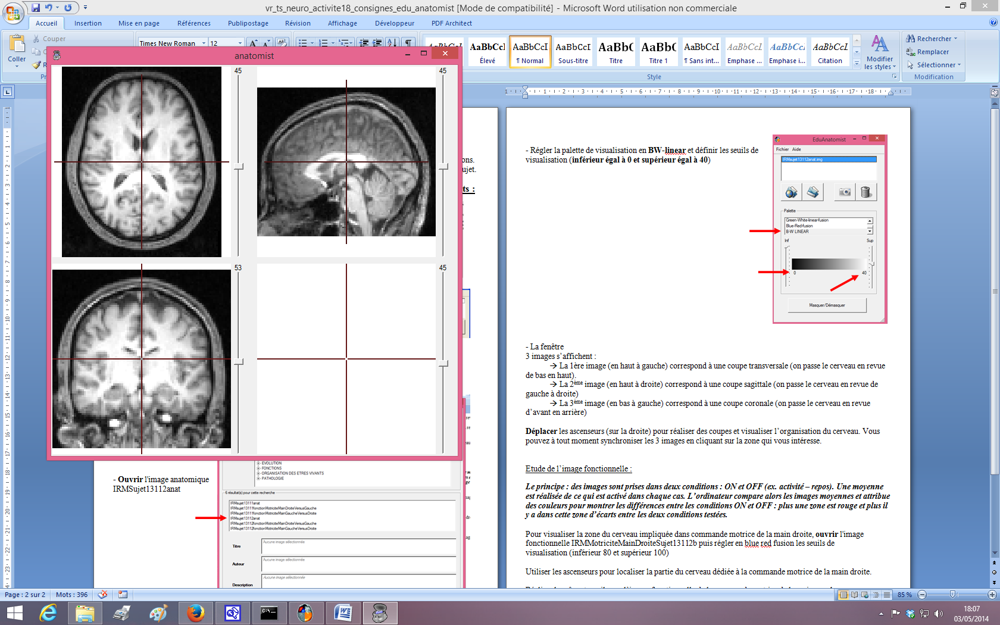 vr_ts_neuro_activite18_consignes_edu_anatomist [Mode de compatibilité] - Microsoft Word utilisation non commerciale
Accueil Insertion Mise en page Références Publipostage Révision Affichage Développeur PDF Architect
Coller
Couper
Times New Roman 12
AaBbCcI AaBbCcI AaBbCcI AaBbCcI AaBbC AaBbC AaBbCcI AaBbCcL AaBbCcL AaBbCcL
Élevé ¶ Normal Sous-titre Titre Titre 1 ¶ Sans int... Emphase ... Emphase i... Citation
Modifier
les styles
Style
Rechercher
Remplacer
Sélectionner
Modification
anatomist
45
45
53
45
ons.
ujet.
ts :
- Ouvrir l'image anatomique
IRMSujet13112anat
EVOLUTION
FONCTIONS
ORGANISATION DES ETRES VIVANTS
PATHOLOGIE
6 résultat(s) pour cette recherche
IRMsujet13111anat
IRMsujet13111fonctionMotriciteMainDroiteVersusGauche
IRMsujet13111fonctionMotriciteMainGaucheVersusDroite
IRMsujet13112anat
IRMsujet13112fonctionMotriciteMainDroiteVersusGauche
IRMsujet13112fonctionMotriciteMainGaucheVersusDroite
Titre
Aucune image sélectionnée
Auteur
Aucune image sélectionnée
Description
Aucune image sélectionnée
- Régler la palette de visualisation en BW-linear et définir les seuils de
visualisation (inférieur égal à 0 et supérieur égal à 40)
EduAnatomist
Fichier Aide
IRMsujet13112anat.img
Palette
Green-White-linear-fusion
Blue-Red-fusion
B-W LINEAR
Inf Sup
0 40
Masquer/Démasquer
- La fenêtre
3 images s’affichent :
→ La 1ère image (en haut à gauche) correspond à une coupe transversale (on passe le cerveau en revue
de bas en haut).
→ La 2ème image (en haut à droite) correspond à une coupe sagittale (on passe le cerveau en revue de
gauche à droite)
→ La 3ème image (en bas à gauche) correspond à une coupe coronale (on passe le cerveau en revue
d’avant en arrière)
Déplacer les ascenseurs (sur la droite) pour réaliser des coupes et visualiser l’organisation du cerveau. Vous
pouvez à tout moment synchroniser les 3 images en cliquant sur la zone qui vous intéresse.
Etude de l’image fonctionnelle :
Le principe : des images sont prises dans deux conditions : ON et OFF (ex. activité – repos). Une moyenne
est réalisée de ce qui est activé dans chaque cas. L’ordinateur compare alors les images moyennes et attribue
des couleurs pour montrer les différences entre les conditions ON et OFF : plus une zone est rouge et plus il
y a dans cette zone d’écarts entre les deux conditions testées.
Pour visualiser la zone du cerveau impliquée dans commande motrice de la main droite, ouvrir l'image
fonctionnelle IRMMotriciteMainDroiteSujet13112b puis régler en blue red fusion les seuils de
visualisation (inférieur 80 et supérieur 100)
Utiliser les ascenseurs pour localiser la partie du cerveau dédiée à la commande motrice de la main droite.
Page : 2 sur 2 Mots : 396
85 %
18:07
03/05/2014